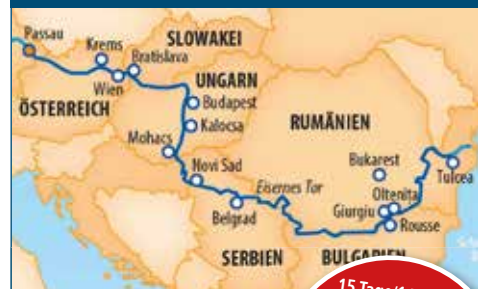 Passau
Krems
Bratislava
SLOWAKEI
Wien
UNGARN
ÖSTERREICH
Budapest
Kalocsa
RUMÄNIEN
Mohacs
Novi Sad
Bukarest
Eisernes Tor
Oltenita
Tulcea
Belgrad
Giurgiu
Rousse
SERBIEN
BULGARIEN
15